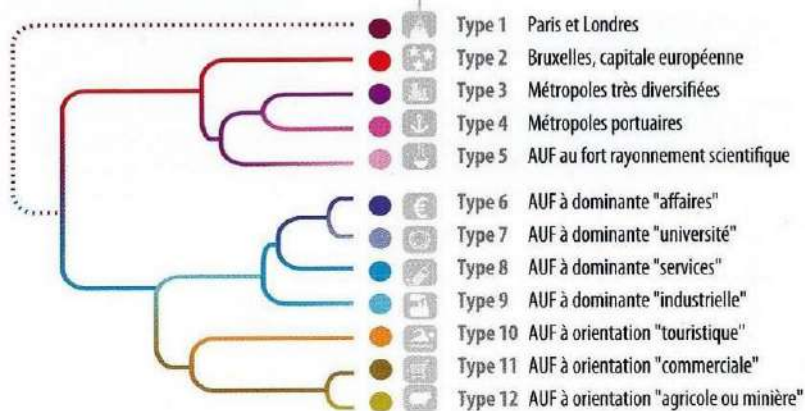 Type 1 Paris et Londres
Type 2 Bruxelles, capitale européenne
Type 3 Métropoles très diversifiées
Type 4 Métropoles portuaires
Type 5 AUF au fort rayonnement scientifique
Type 6 AUF à dominante "affaires"
Type 7 AUF à dominante "université"
Type 8 AUF à dominante "services"
Type 9 AUF à dominante "industrielle"
Type 10 AUF à orientation "touristique"
Type 11 AUF à orientation "commerciale"
Type 12 AUF à orientation "agricole ou minière"